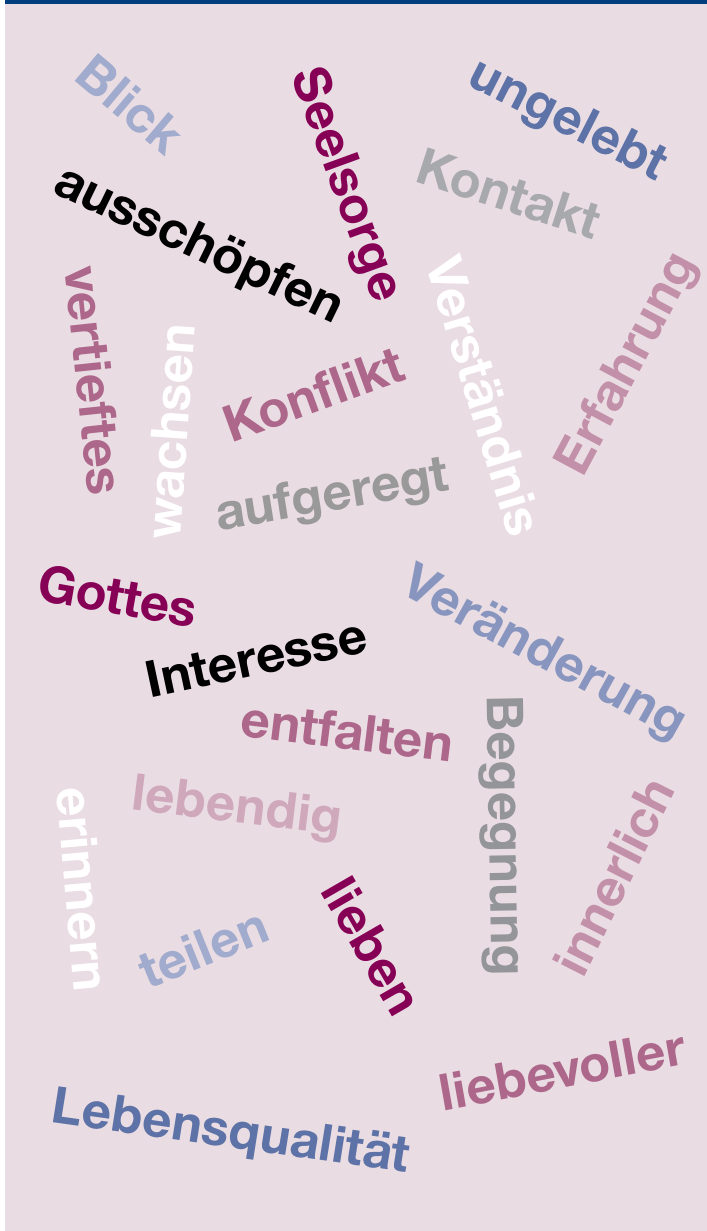 Blick
Seelsorge
ungelebt
Kontakt
ausschöpfen
vertieftes
wachsen
Konflikt
Verständnis
Erfahrung
aufgeregt
Gottes
Veränderung
Interesse
entfalten
Begegnung
lebendig
erinnern
innerlich
teilen
lieben
liebevoller
Lebensqualität